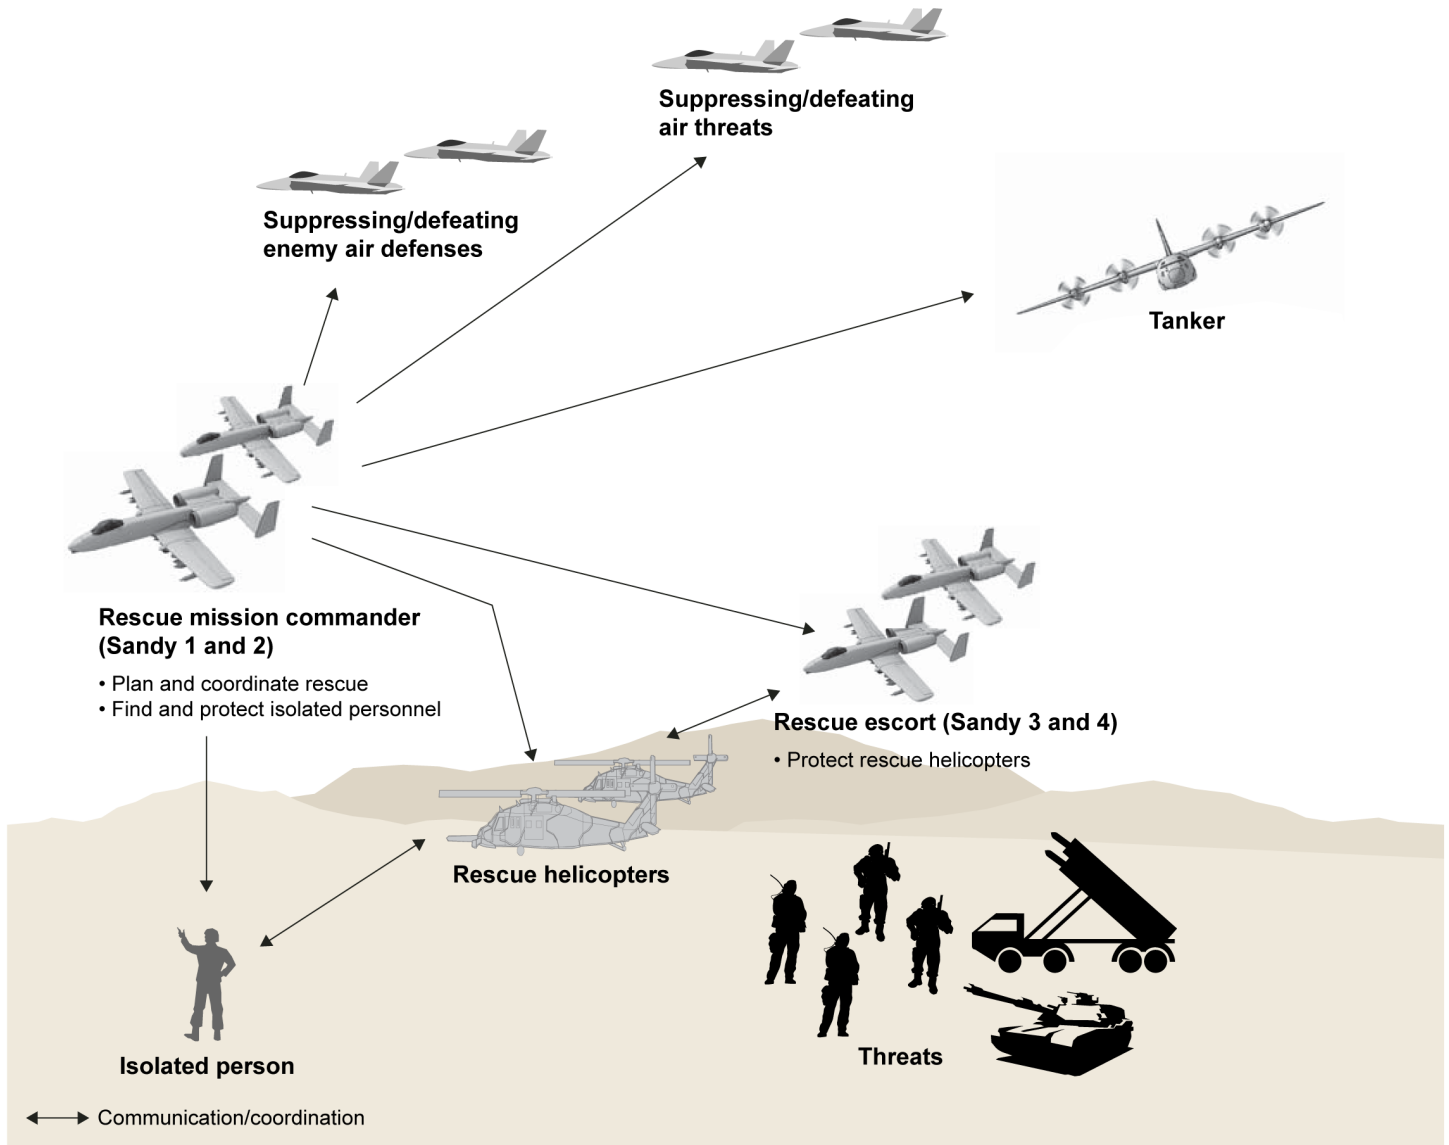 Suppressing/defeating
air threats
Suppressing/defeating
enemy air defenses
Tanker
Rescue mission commander
(Sandy 1 and 2)
• Plan and coordinate rescue
• Find and protect isolated personnel
Rescue escort (Sandy 3 and 4)
• Protect rescue helicopters
Rescue helicopters
Isolated person
Threats
Communication/coordination